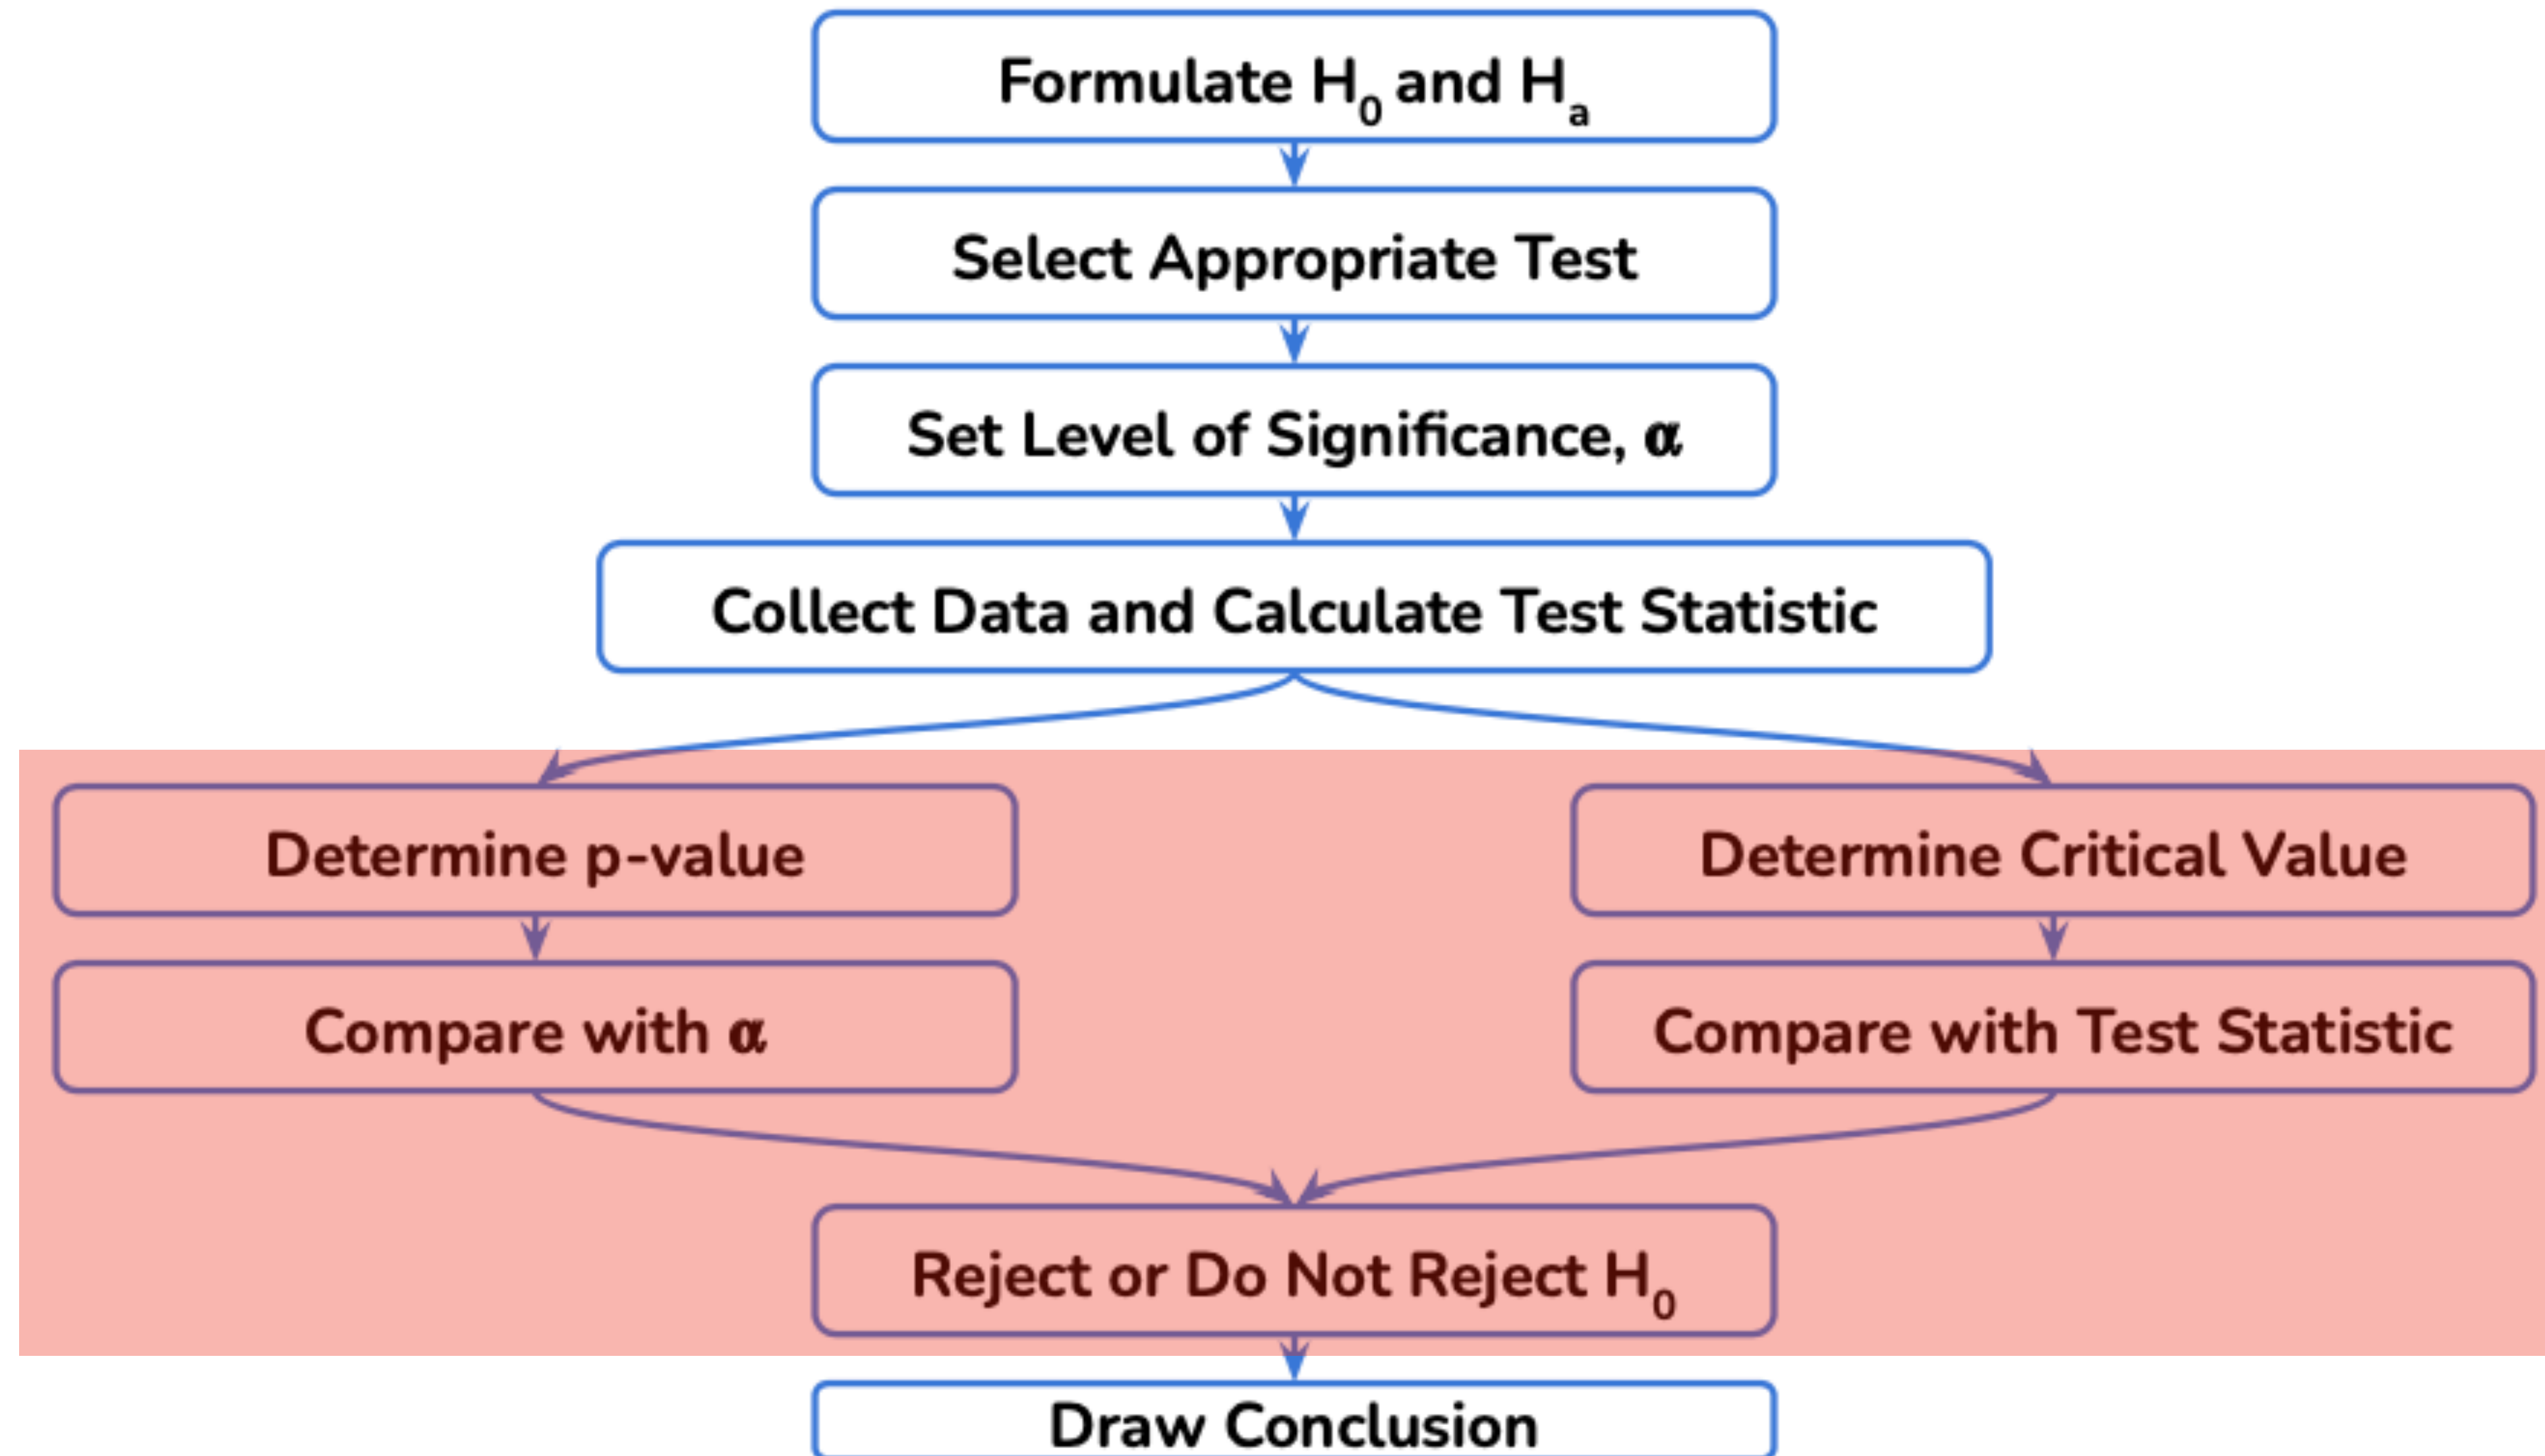 Formulate H₀ and Hₐ
Select Appropriate Test
Set Level of Significance, α
Collect Data and Calculate Test Statistic
Determine p-value
Compare with α
Determine Critical Value
Compare with Test Statistic
Reject or Do Not Reject H₀
Draw Conclusion